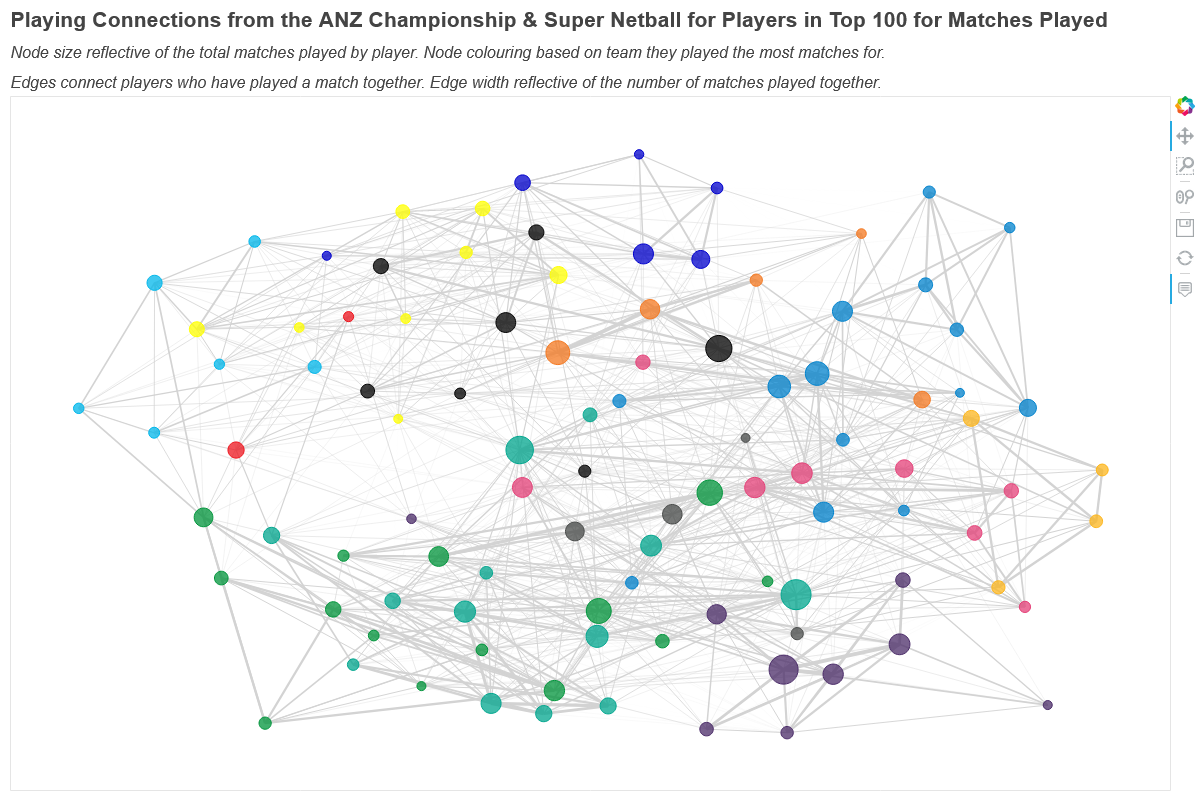 Playing Connections from the ANZ Championship & Super Netball for Players in Top 100 for Matches Played
Node size reflective of the total matches played by player. Node colouring based on team they played the most matches for.
Edges connect players who have played a match together. Edge width reflective of the number of matches played together.